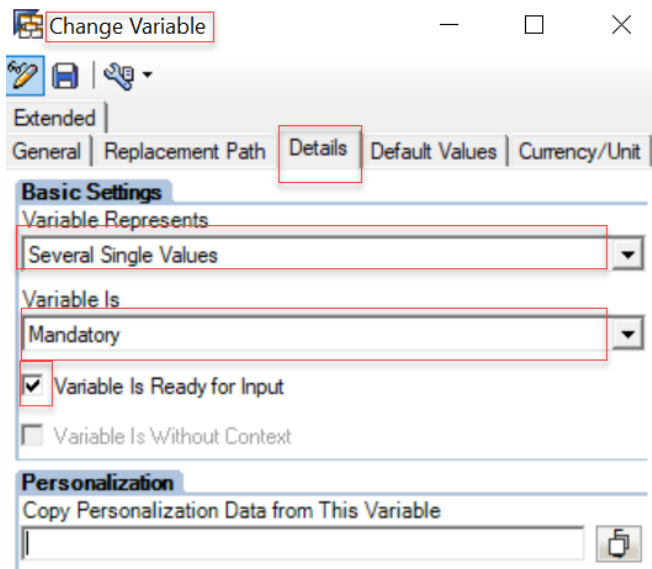 Change Variable
Extended
General Replacement Path Details Default Values Currency/Unit
Basic Settings
Variable Represents
Several Single Values
Variable Is
Mandatory
Variable Is Ready for Input
Variable Is Without Context
Personalization
Copy Personalization Data from This Variable